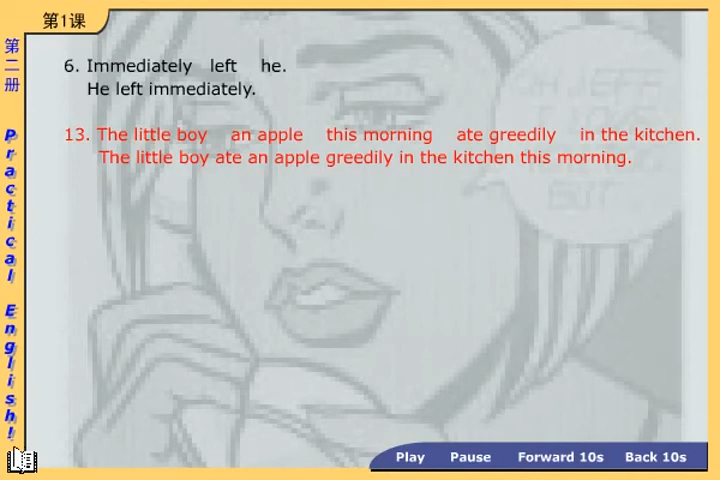 第1课
第二册
Practical English!
6. Immediately left he.
He left immediately.
13. The little boy an apple this morning ate greedily in the kitchen.
The little boy ate an apple greedily in the kitchen this morning.
JEFF
BUT
Play Pause Forward 10s Back 10s